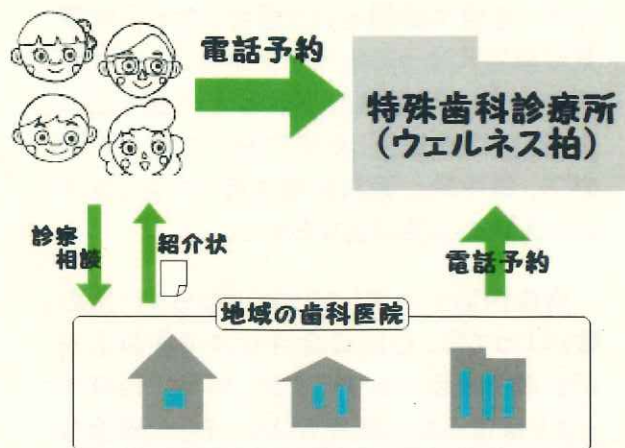 電話予約
特殊歯科診療所
(ウェルネス柏)
診察
相談
紹介状
電話予約
地域の歯科医院